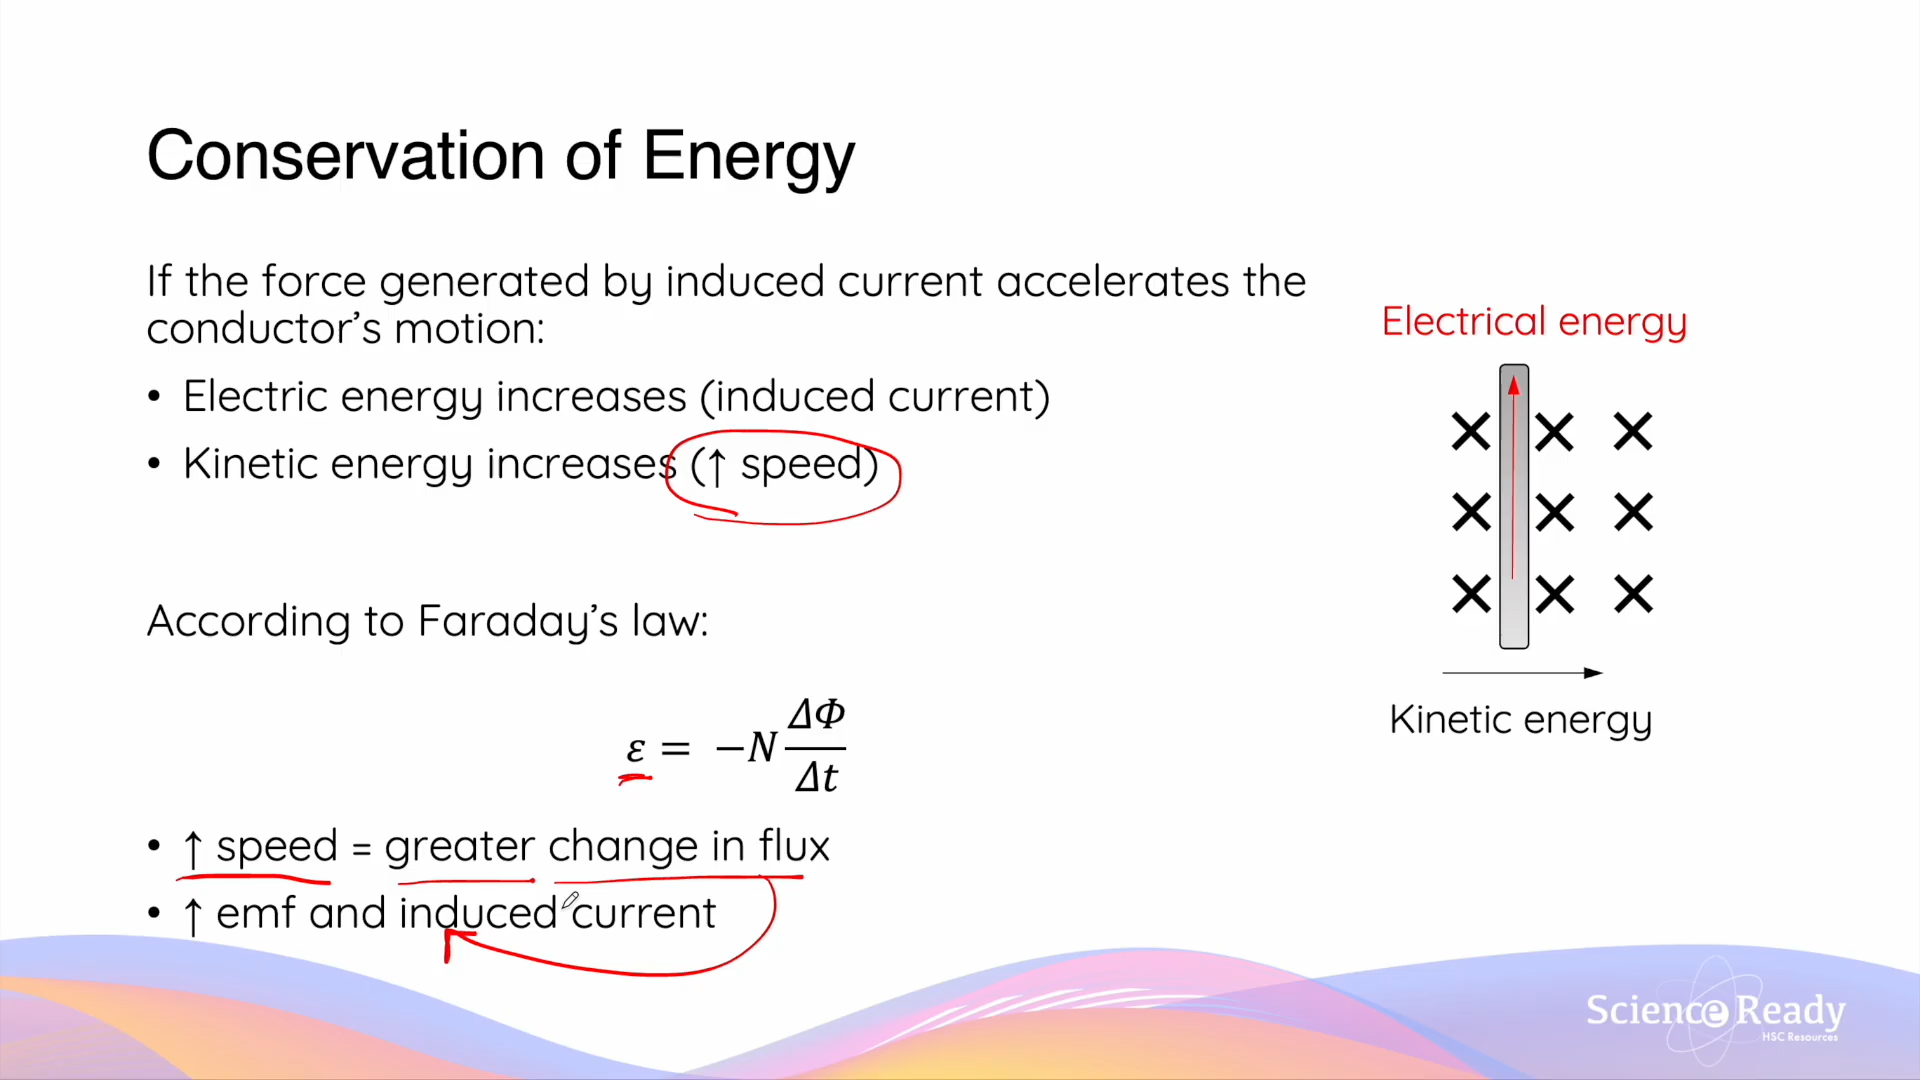 Conservation of Energy
If the force generated by induced current accelerates the
conductor’s motion:
• Electric energy increases (induced current)
• Kinetic energy increases (↑ speed)
According to Faraday’s law:
ε = −N ΔΦ/Δt
• ↑ speed = greater change in flux
• ↑ emf and induced current
Electrical energy
Kinetic energy
Science Ready
HSC Resources